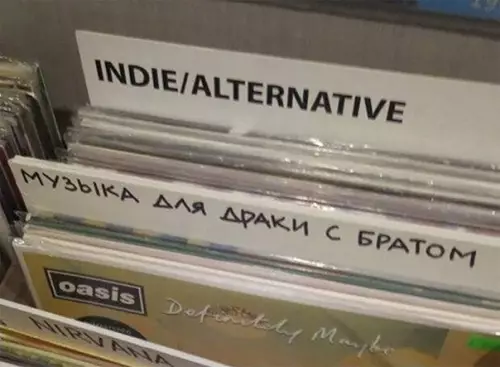 INDIE/ALTERNATIVE
МУЗЫКА ДЛЯ ДРАКИ С БРАТОМ
oasis
Definitely Maybe
NIRVANA